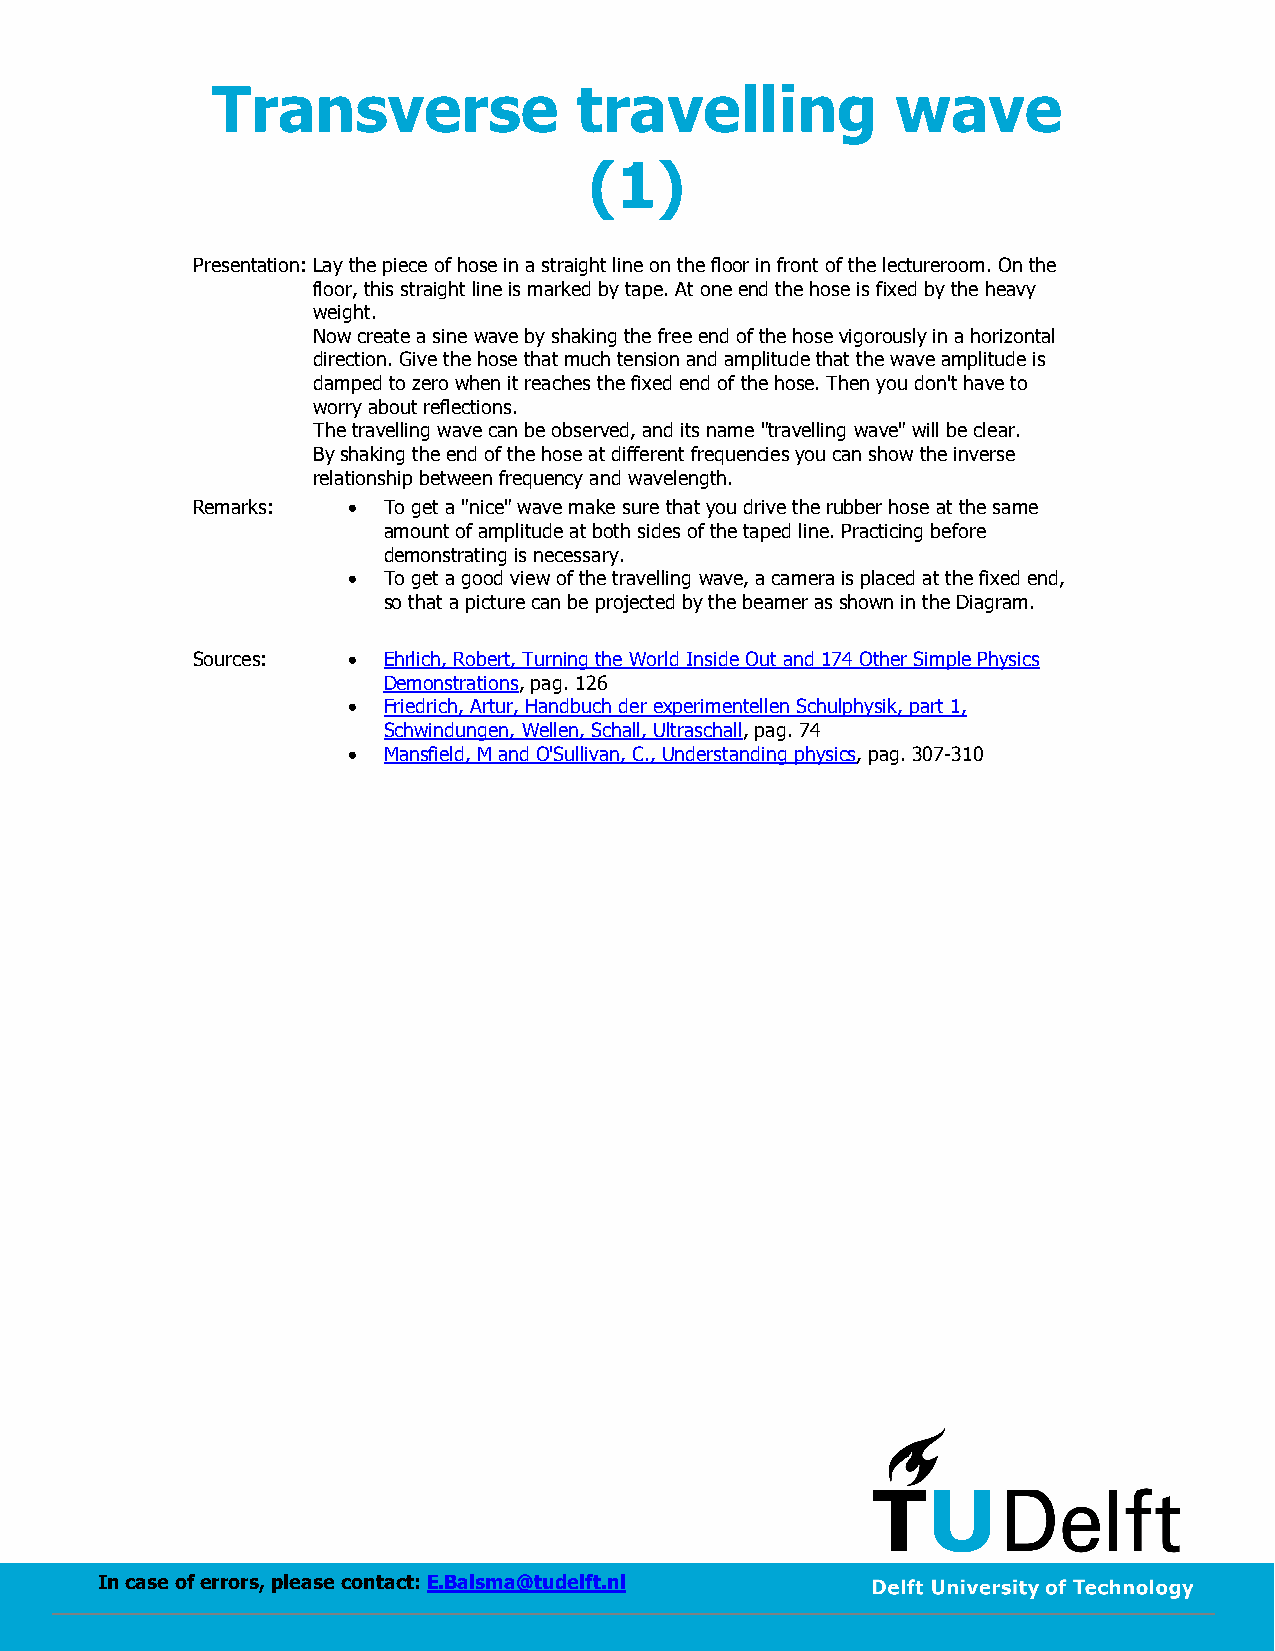 Transverse travelling wave
(1)
Presentation: Lay the piece of hose in a straight line on the floor in front of the lectureroom. On the
floor, this straight line is marked by tape. At one end the hose is fixed by the heavy
weight.
Now create a sine wave by shaking the free end of the hose vigorously in a horizontal
direction. Give the hose that much tension and amplitude that the wave amplitude is
damped to zero when it reaches the fixed end of the hose. Then you don't have to
worry about reflections.
The travelling wave can be observed, and its name "travelling wave" will be clear.
By shaking the end of the hose at different frequencies you can show the inverse
relationship between frequency and wavelength.
Remarks: • To get a "nice" wave make sure that you drive the rubber hose at the same
amount of amplitude at both sides of the taped line. Practicing before
demonstrating is necessary.
• To get a good view of the travelling wave, a camera is placed at the fixed end,
so that a picture can be projected by the beamer as shown in the Diagram.
Sources: • Ehrlich, Robert, Turning the World Inside Out and 174 Other Simple Physics
Demonstrations, pag. 126
• Friedrich, Artur, Handbuch der experimentellen Schulphysik, part 1,
Schwindungen, Wellen, Schall, Ultraschall, pag. 74
• Mansfield, M and O'Sullivan, C., Understanding physics, pag. 307-310
TUDelft
In case of errors, please contact: E.Balsma@tudelft.nl
Delft University of Technology